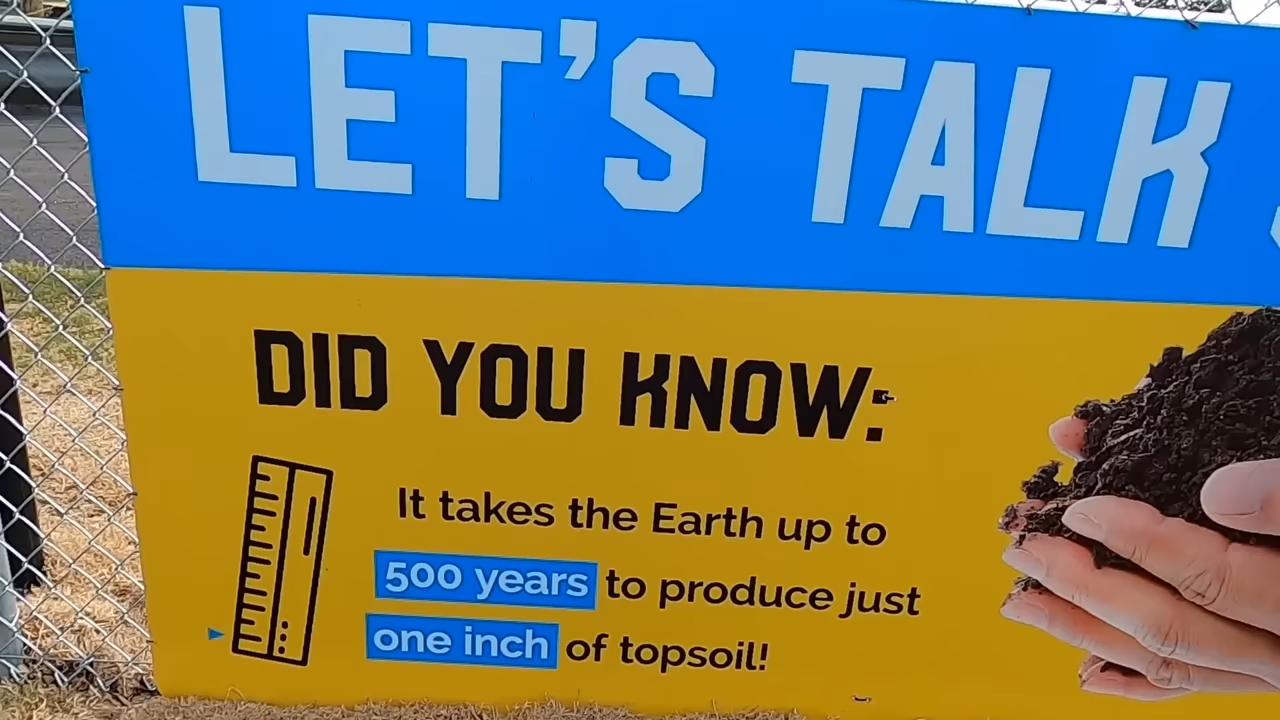 LET'S TALK
DID YOU KNOW:
It takes the Earth up to
500 years to produce just
one inch of topsoil!